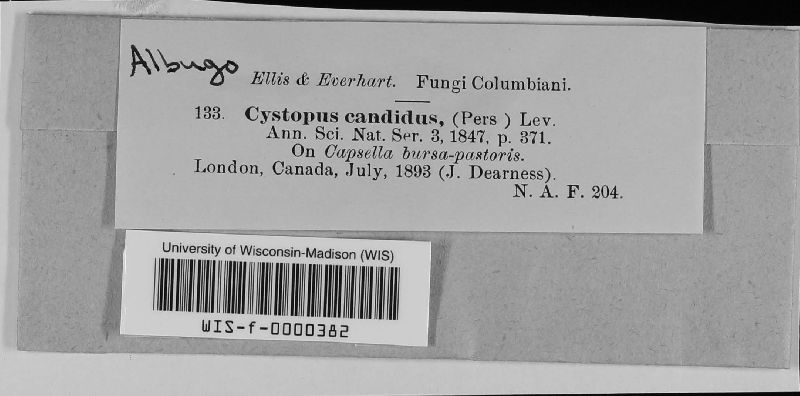 Albugo
Ellis & Everhart. Fungi Columbiani.
133. Cystopus candidus, (Pers ) Lev.
Ann. Sci. Nat. Ser. 3, 1847, p. 371.
On Capsella bursa-pastoris.
London, Canada, July, 1893 (J. Dearness).
N. A. F. 204.
University of Wisconsin-Madison (WIS)
WIS-f-0000382